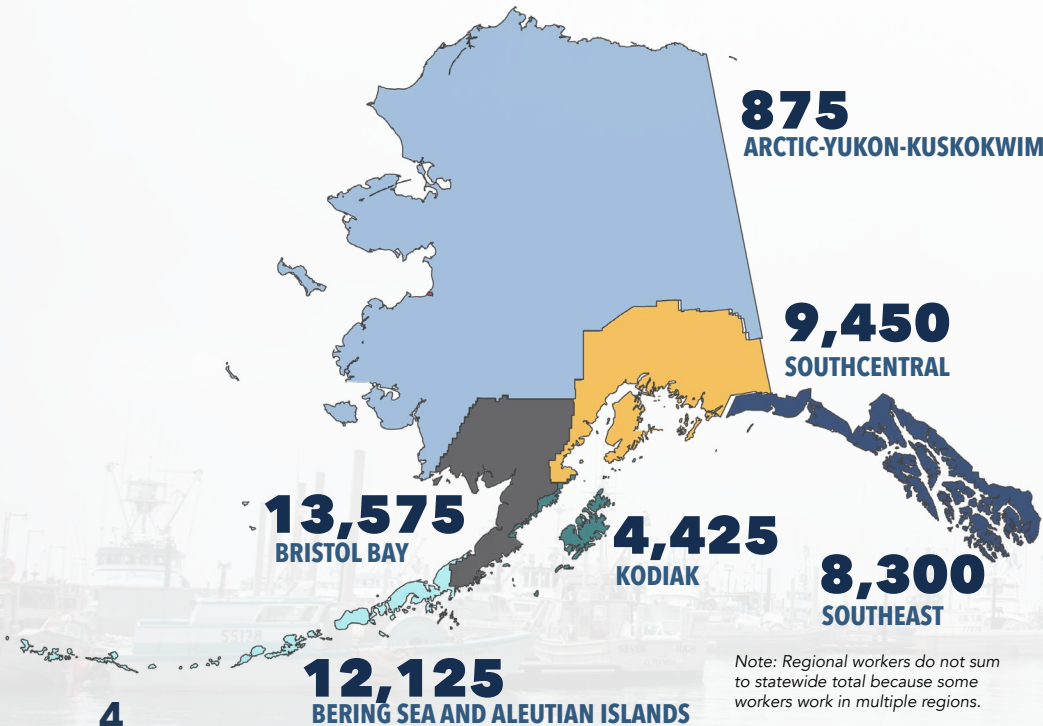 875
ARCTIC-YUKON-KUSKOKWIM
9,450
SOUTHCENTRAL
13,575
BRISTOL BAY
4,425
KODIAK
8,300
SOUTHEAST
12,125
BERING SEA AND ALEUTIAN ISLANDS
Note: Regional workers do not sum
to statewide total because some
workers work in multiple regions.
4